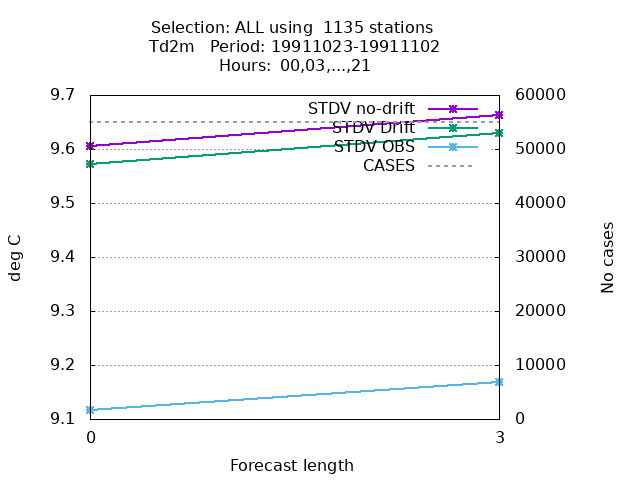 Selection: ALL using  1135 stations
Td2m   Period: 19911023-19911102
Hours:  00,03,...,21
9.7
9.6
9.5
9.4
9.3
9.2
9.1
60000
50000
40000
30000
20000
10000
0
STDV no-drift
STDV Drift
STDV OBS
CASES
deg C
No cases
0
3
Forecast length